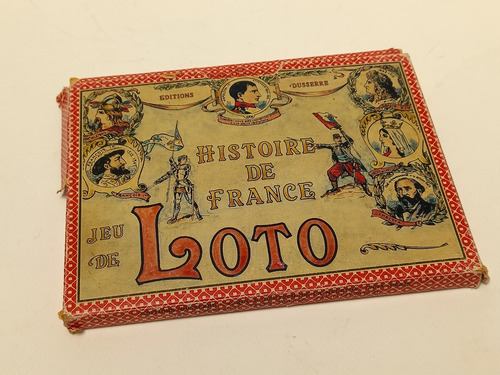 EDITIONS DUSSERRE
HISTOIRE
DE
FRANCE
JEU
DE
LOTO